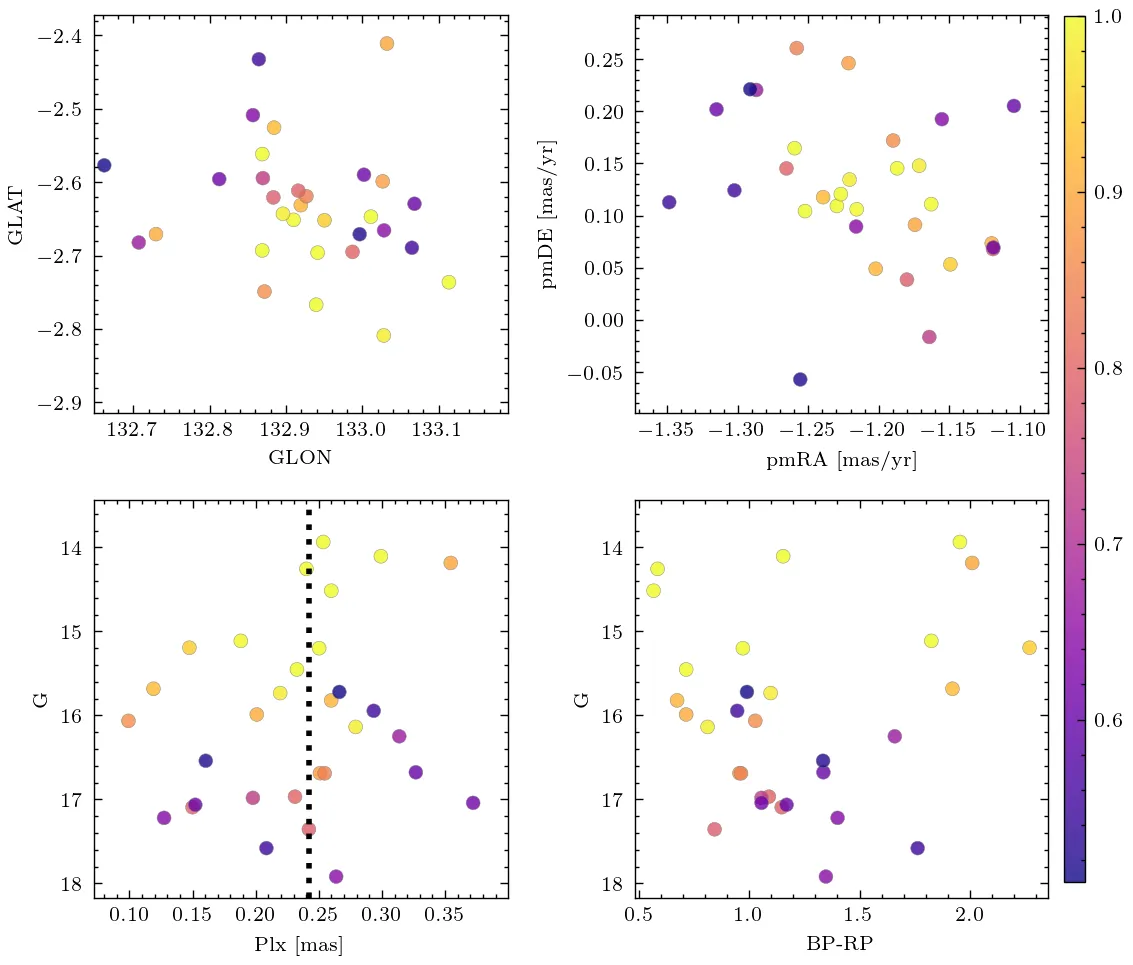 −2.4
−2.5
−2.6
−2.7
−2.8
−2.9
GLAT
132.7 132.8 132.9 133.0 133.1
GLON
0.25
0.20
0.15
0.10
0.05
0.00
−0.05
pmDE [mas/yr]
−1.35 −1.30 −1.25 −1.20 −1.15 −1.10
pmRA [mas/yr]
1.0
0.9
0.8
0.7
0.6
14
15
16
17
18
G
0.10 0.15 0.20 0.25 0.30 0.35
Plx [mas]
14
15
16
17
18
G
0.5 1.0 1.5 2.0
BP-RP